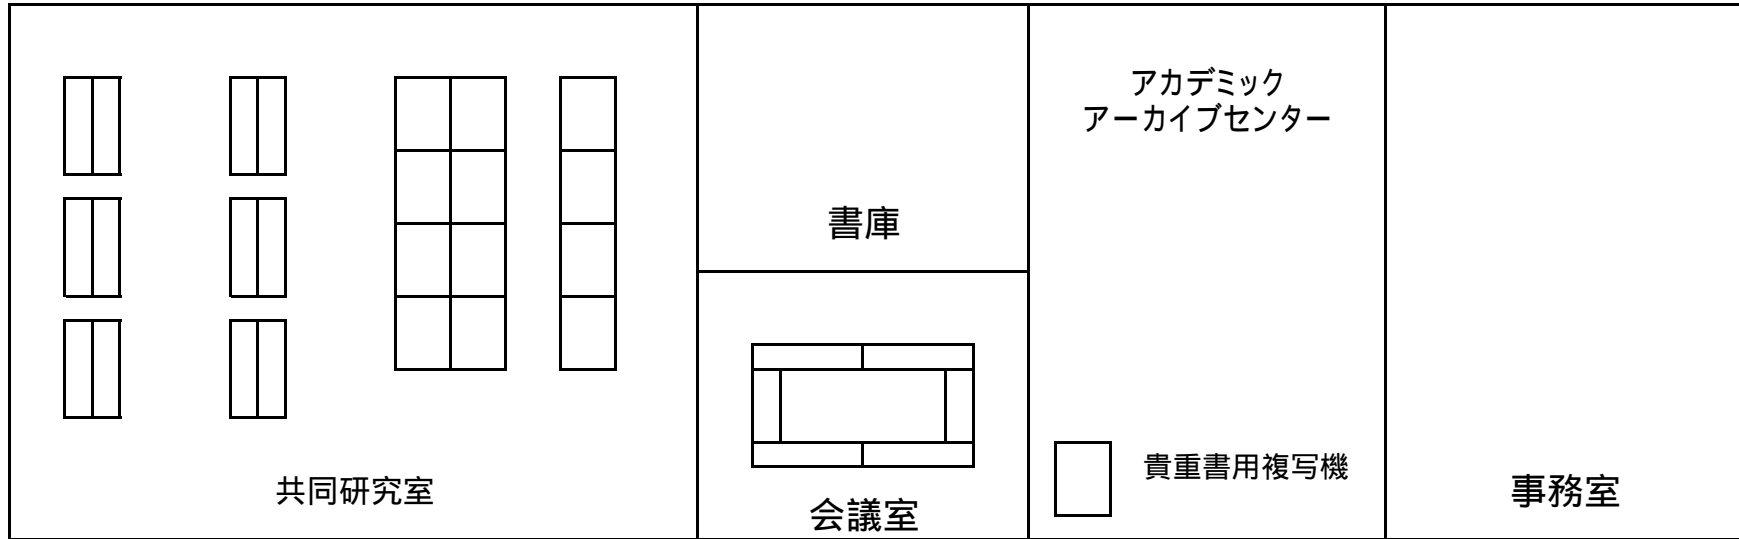 アカデミック
アーカイブセンター
書庫
貴重書用複写機
共同研究室
会議室
事務室